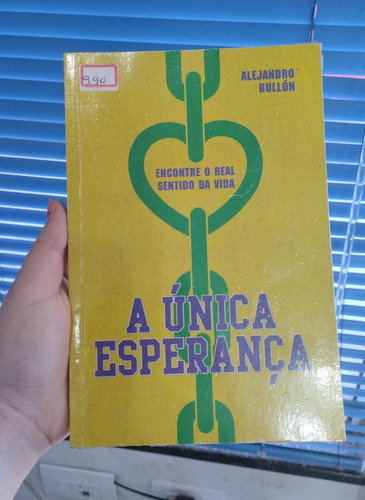 9,90
ALEJANDRO
BULLÓN
ENCONTRE O REAL
SENTIDO DA VIDA
A ÚNICA
ESPERANÇA